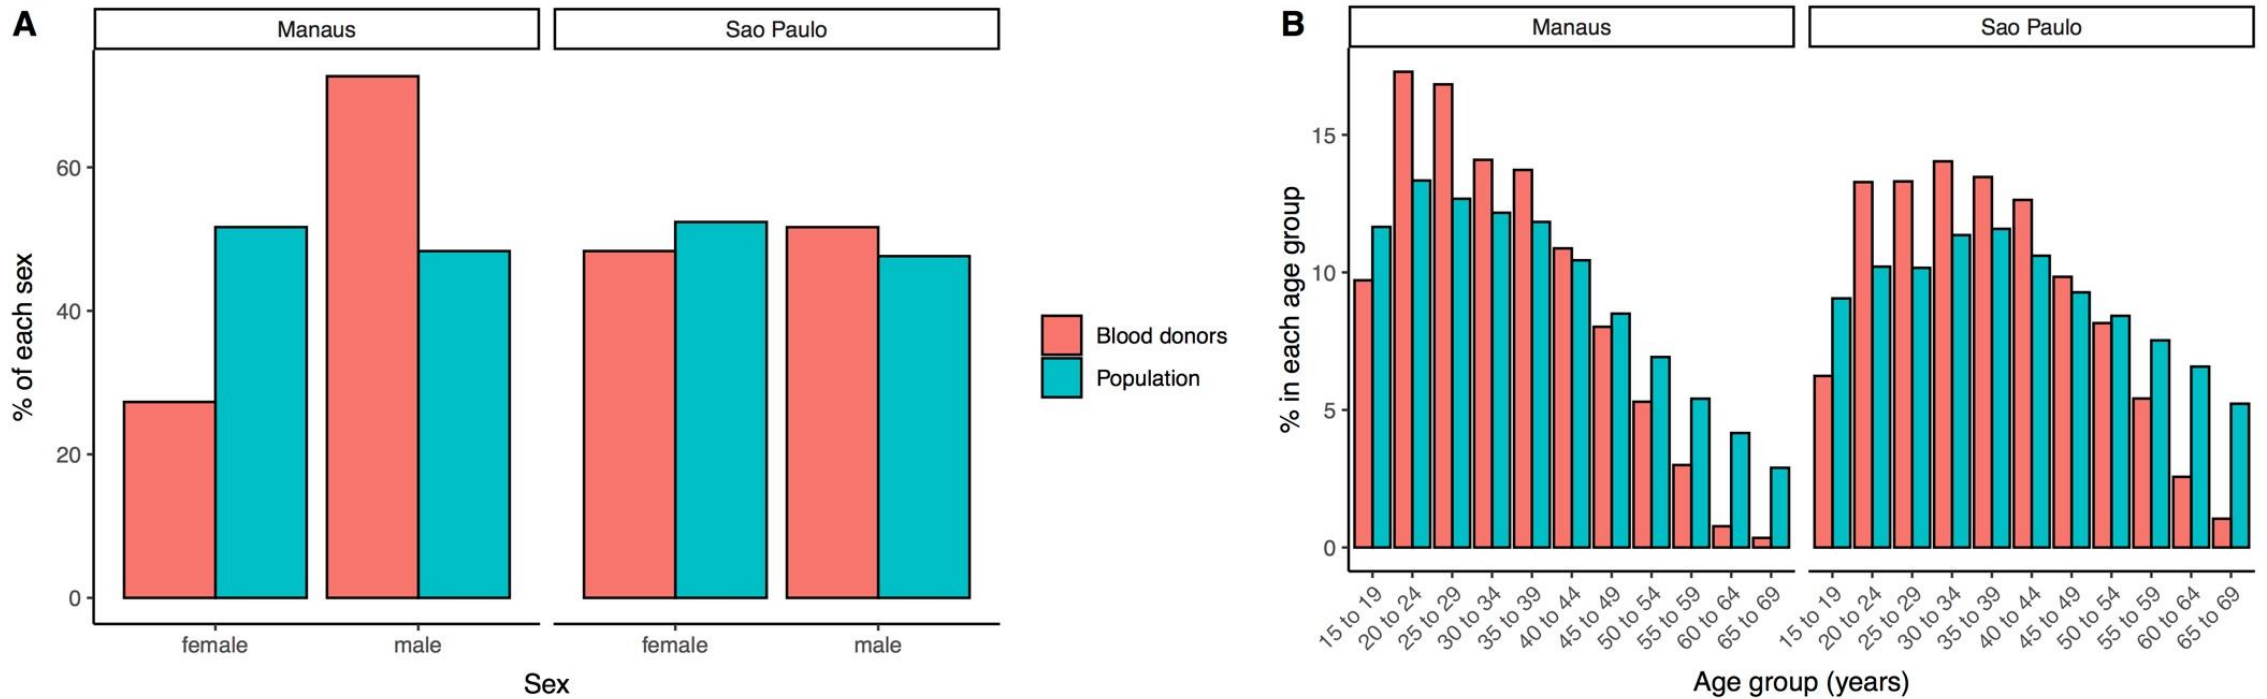 A
Manaus
Sao Paulo
% of each sex
60
40
20
0
female
male
female
male
Sex
Blood donors
Population
B
Manaus
Sao Paulo
% in each age group
15
10
5
0
15 to 19
20 to 24
25 to 29
30 to 34
35 to 39
40 to 44
45 to 49
50 to 54
55 to 59
60 to 64
65 to 69
15 to 19
20 to 24
25 to 29
30 to 34
35 to 39
40 to 44
45 to 49
50 to 54
55 to 59
60 to 64
65 to 69
Age group (years)